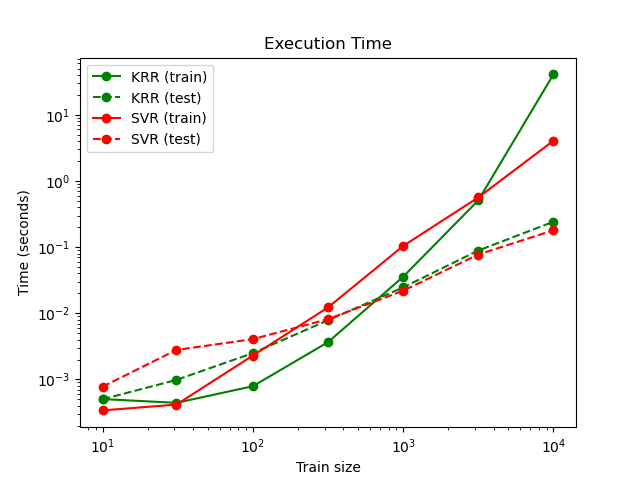 Execution Time
KRR (train)
KRR (test)
SVR (train)
SVR (test)
Time (seconds)
10¹
10⁰
10⁻¹
10⁻²
10⁻³
10¹ 10² 10³ 10⁴
Train size